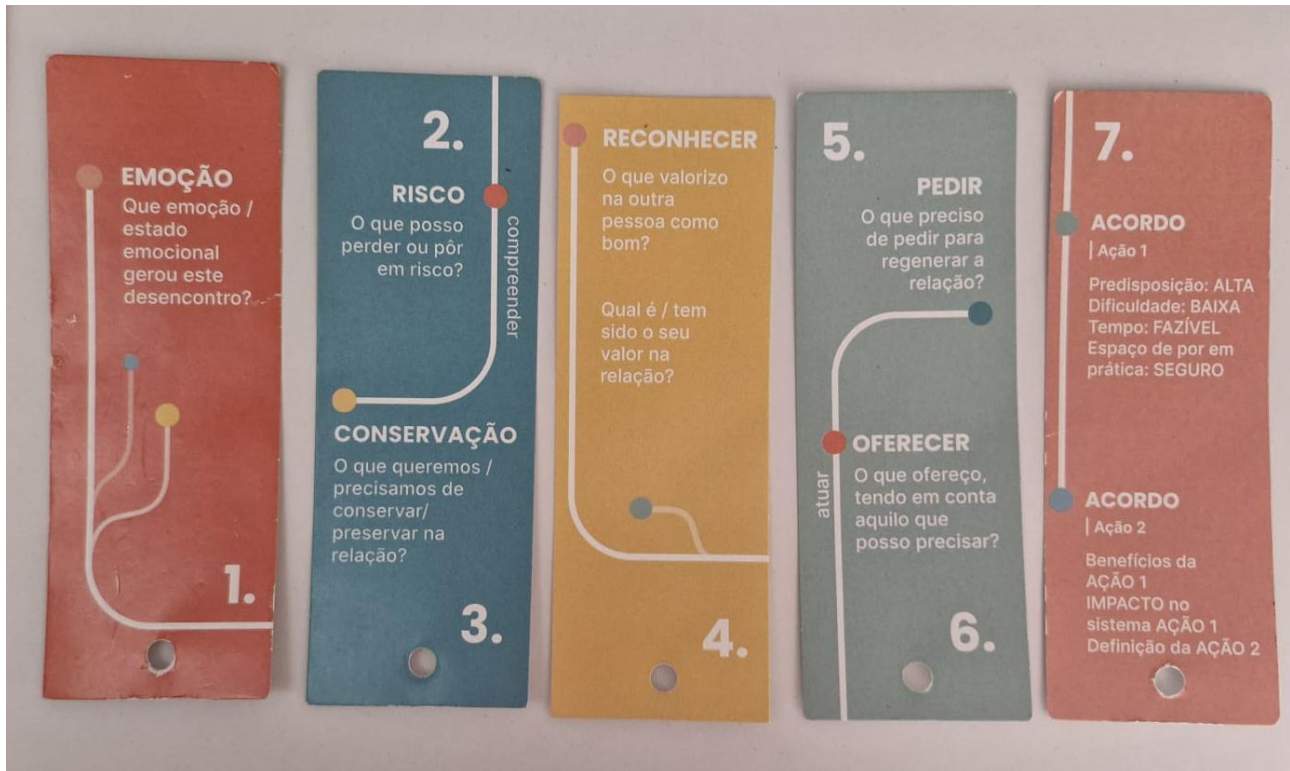 EMOÇÃO
Que emoção /
estado
emocional
gerou este
desencontro?
1.
2.
RISCO
O que posso
perder ou pôr
em risco?
compreender
CONSERVAÇÃO
O que queremos /
precisamos de
conservar/
preservar na
relação?
3.
RECONHECER
O que valorizo
na outra
pessoa como
bom?
Qual é / tem
sido o seu
valor na
relação?
4.
5.
PEDIR
O que preciso
de pedir para
regenerar a
relação?
OFERECER
atuar
O que ofereço,
tendo em conta
aquilo que
posso precisar?
6.
7.
ACORDO
| Ação 1
Predisposição: ALTA
Dificuldade: BAIXA
Tempo: FAZÍVEL
Espaço de por em
prática: SEGURO
ACORDO
| Ação 2
Benefícios da
AÇÃO 1
IMPACTO no
sistema AÇÃO 1
Definição da AÇÃO 2